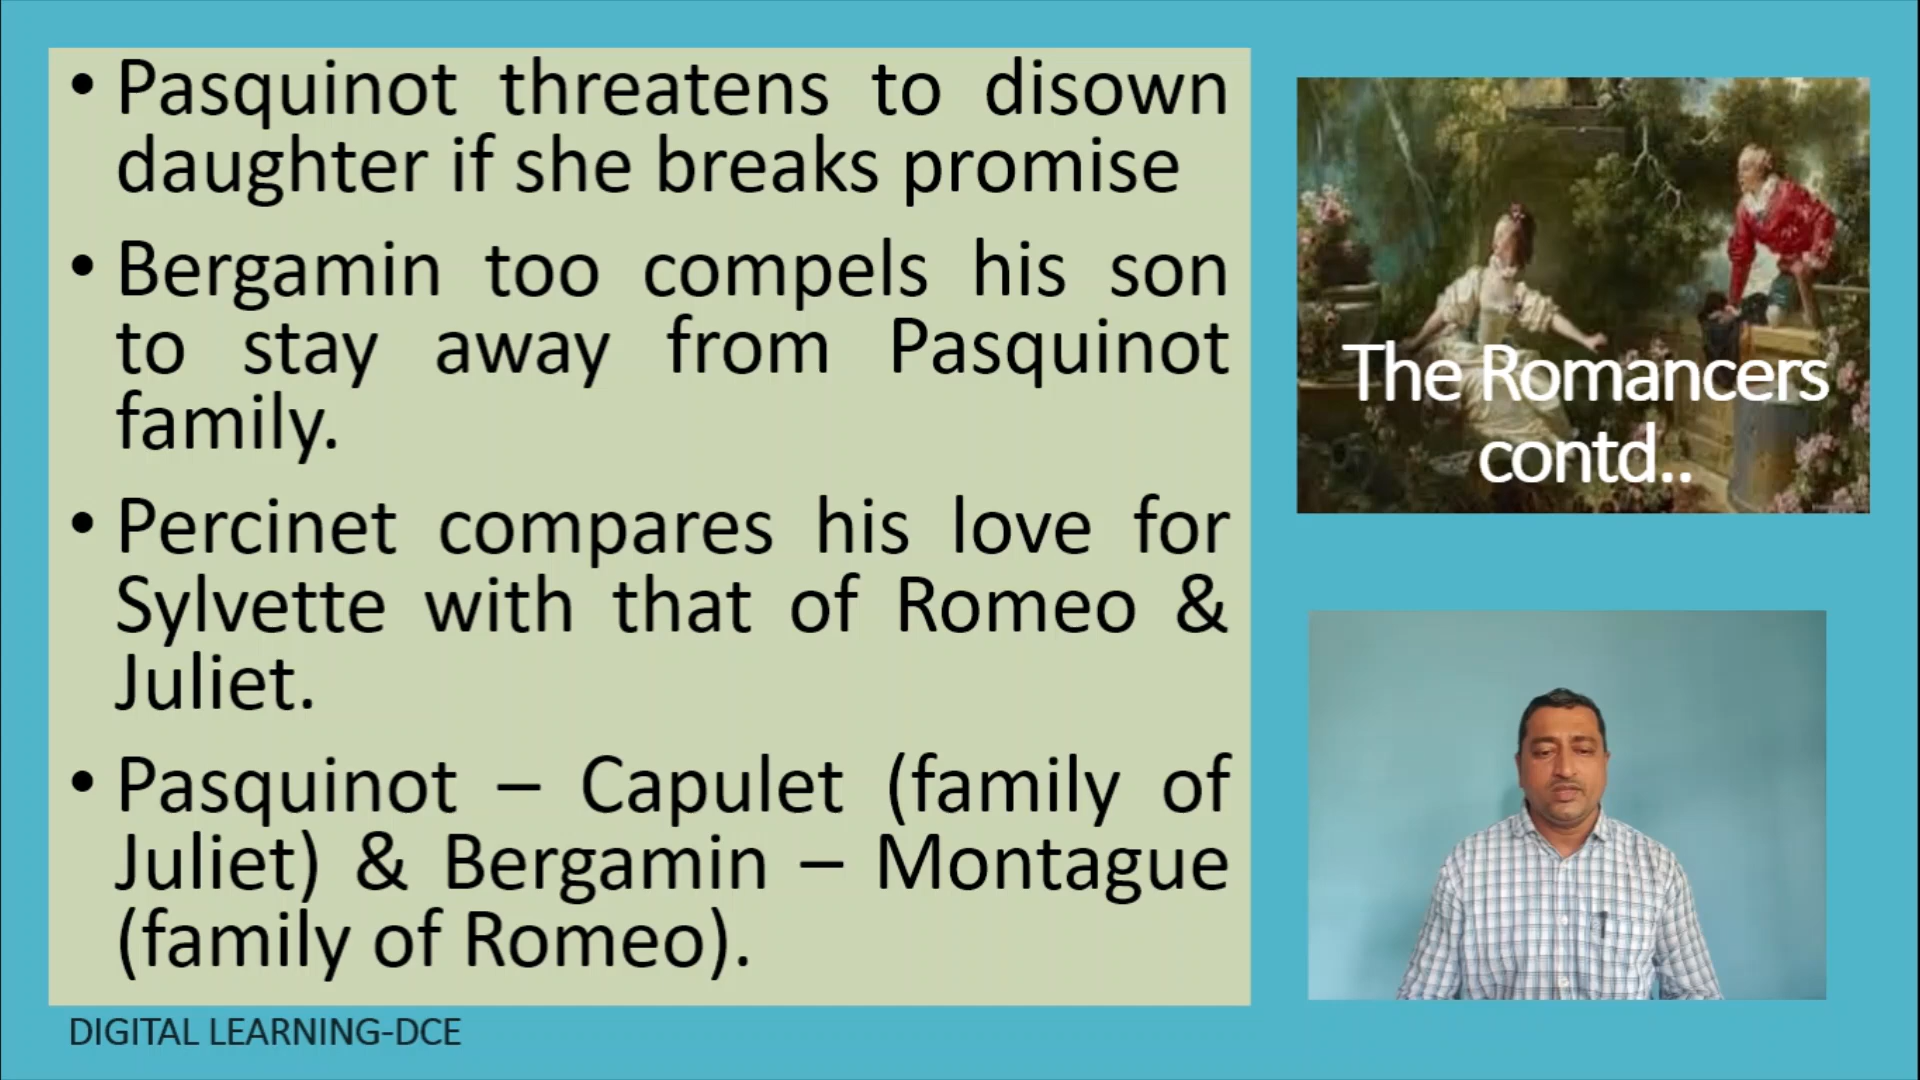 • Pasquinot threatens to disown
daughter if she breaks promise
• Bergamin too compels his son
to stay away from Pasquinot
family.
• Percinet compares his love for
Sylvette with that of Romeo &
Juliet.
• Pasquinot – Capulet (family of
Juliet) & Bergamin – Montague
(family of Romeo).
The Romancers
contd..
DIGITAL LEARNING-DCE